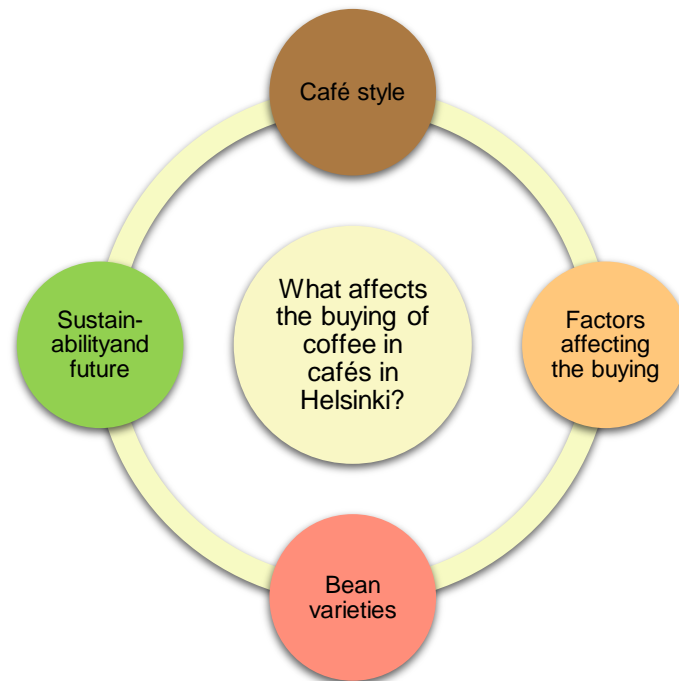 Café style
What affects
the buying of
coffee in
cafés in
Helsinki?
Sustain-
abilityand
future
Factors
affecting
the buying
Bean
varieties